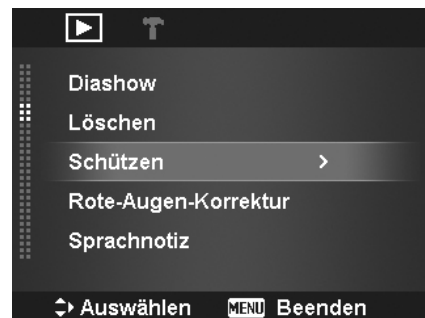 Diashow
Löschen
Schützen
Rote-Augen-Korrektur
Sprachnotiz
Auswählen MENU Beenden